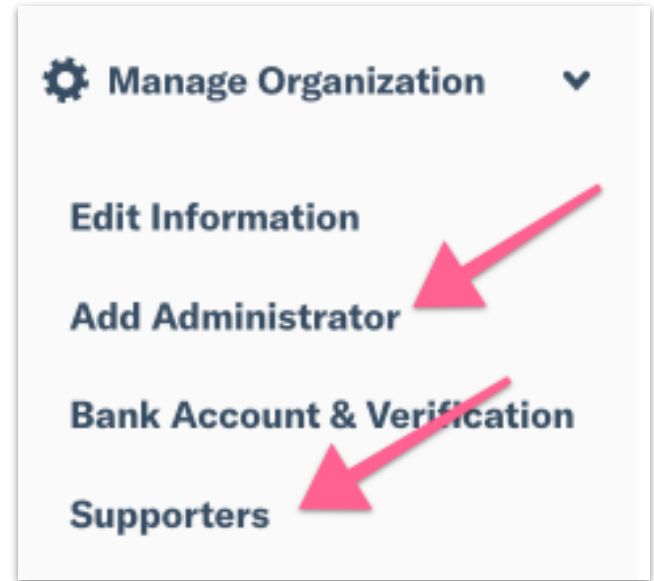 Manage Organization
Edit Information
Add Administrator
Bank Account & Verification
Supporters